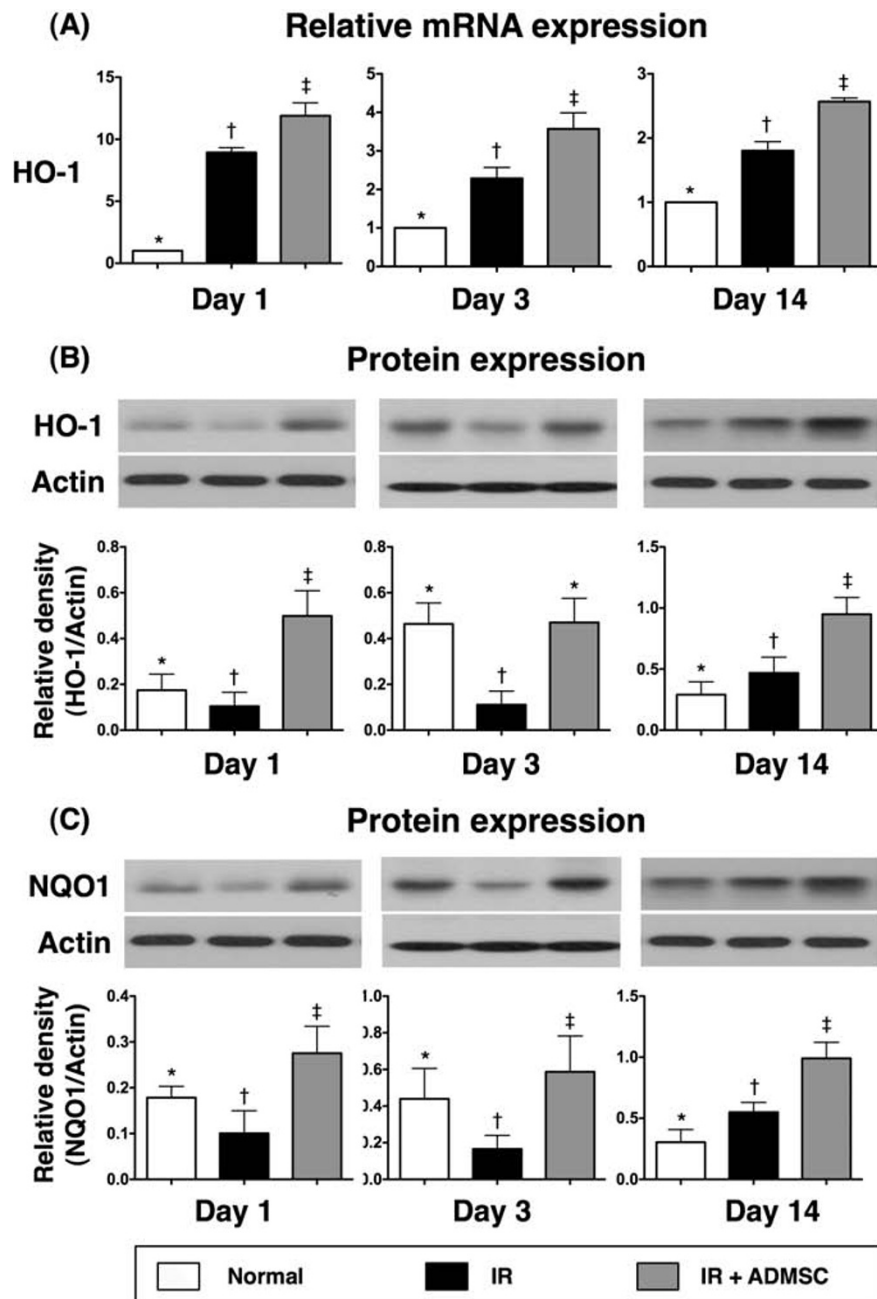 (A) Relative mRNA expression
HO-1
15
10
5
0
* † ‡
Day 1
5
4
3
2
1
0
* † ‡
Day 3
3
2
1
0
* † ‡
Day 14
(B) Protein expression
HO-1
Actin
Relative density
(HO-1/Actin)
0.8
0.6
0.4
0.2
0.0
* † ‡
Day 1
0.8
0.6
0.4
0.2
0.0
* † *
Day 3
1.5
1.0
0.5
0.0
* † ‡
Day 14
(C) Protein expression
NQO1
Actin
Relative density
(NQO1/Actin)
0.4
0.3
0.2
0.1
0.0
* † ‡
Day 1
* † ‡
Day 3
1.5
1.0
0.5
0.0
* † ‡
Day 14
Normal IR IR + ADMSC